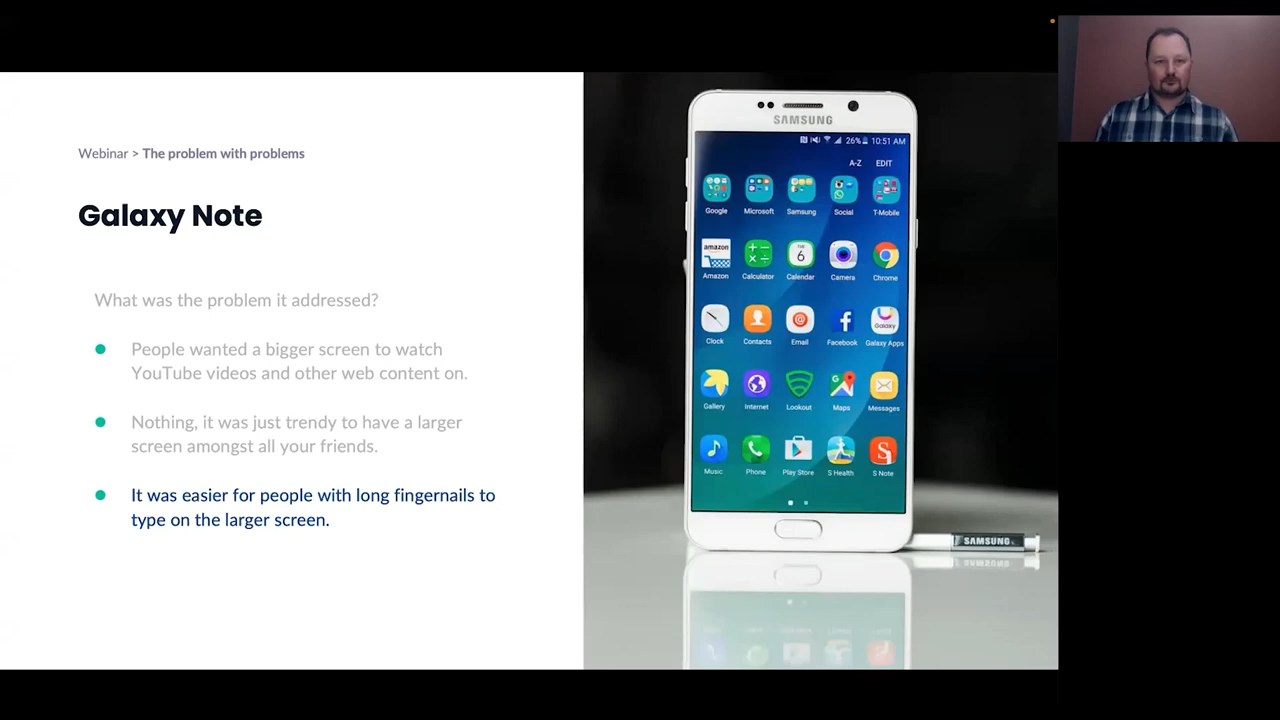 Webinar > The problem with problems
Galaxy Note
What was the problem it addressed?
People wanted a bigger screen to watch
YouTube videos and other web content on.
Nothing, it was just trendy to have a larger
screen amongst all your friends.
It was easier for people with long fingernails to
type on the larger screen.
SAMSUNG
26% 10:51 AM
A-Z EDIT
Google Microsoft Samsung Social T-Mobile
amazon
TUE
6
Amazon Calculator Calendar Camera Chrome
Galaxy
Clock Contacts Email Facebook Galaxy Apps
Gallery Internet Lookout Maps Messages
Music Phone Play Store S Health S Note
SAMSUNG